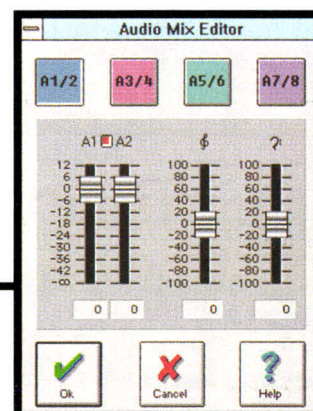 Audio Mix Editor
A1/2 A3/4 A5/6 A7/8
A1 A2
12 100 100
6 80 80
0 60 60
-6 40 40
-12 20 20
-18 0 0
-24 -20 -20
-30 -40 -40
-36 -60 -60
-42 -80 -80
-∞ -100 -100
0 0 0 0
Ok Cancel Help